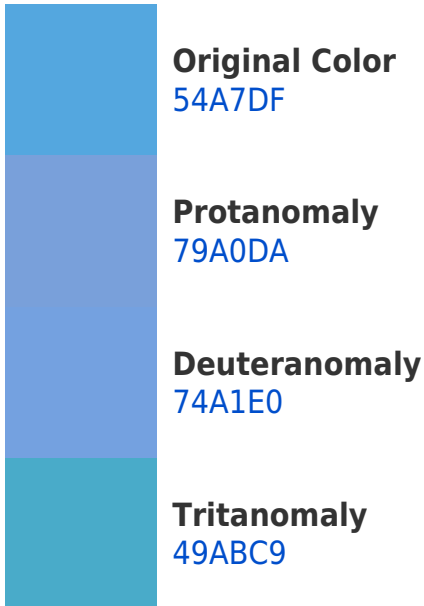 Original Color
54A7DF
Protanomaly
79A0DA
Deuteranomaly
74A1E0
Tritanomaly
49ABC9